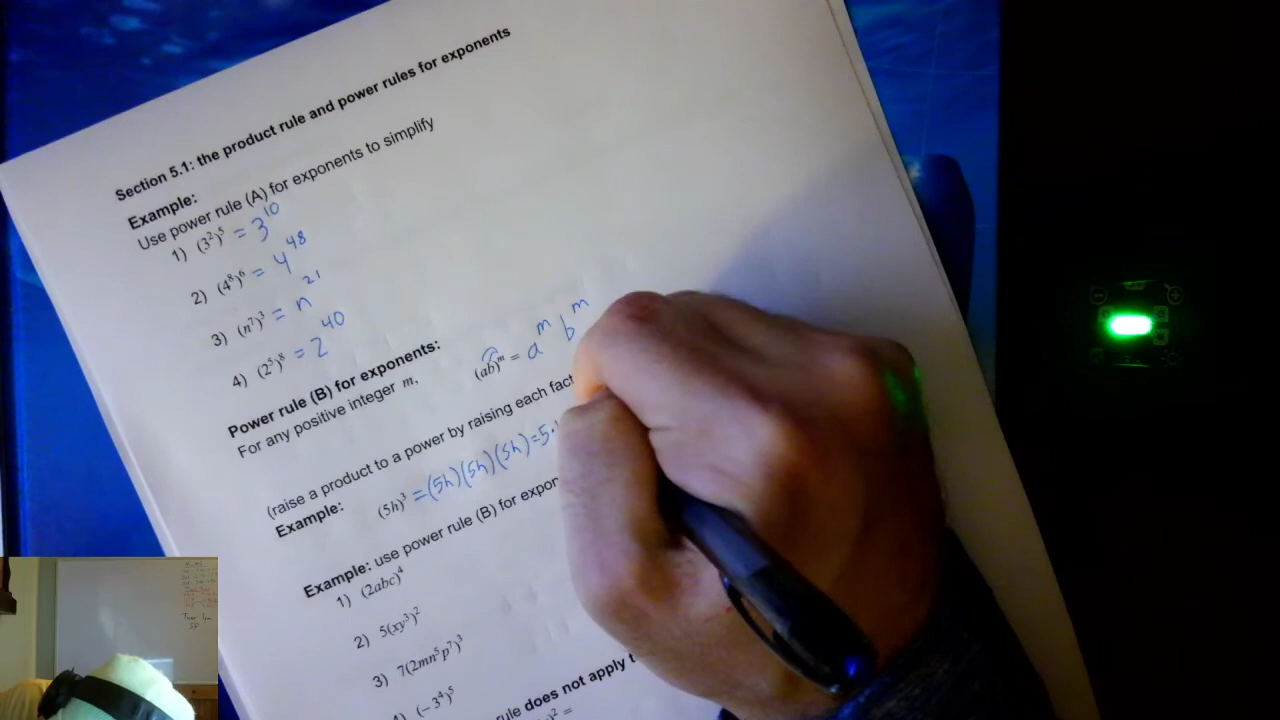 Section 5.1: the product rule and power rules for exponents
Example:
Use power rule (A) for exponents to simplify
1) (3²)⁵ = 3¹⁰
2) (4⁸)⁶ = 4⁴⁸
3) (n⁷)³ = n²¹
4) (2⁵)⁸ = 2⁴⁰
Power rule (B) for exponents:
For any positive integer m, (ab)ᵐ = aᵐ bᵐ
(raise a product to a power by raising each
Example: (5h)³ = (5h)(5h)(5h) = 5·
Example: use power rule (B) for
1) (2abc)⁴
2) 5(xy³)²
3) 7(2mn⁵p⁷)³
(-3⁴)⁵
rule does not apply
)² =